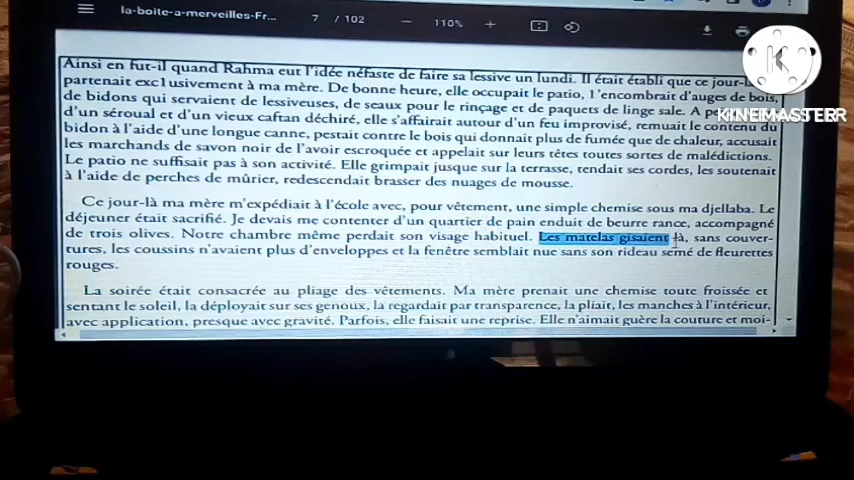 la-boite-a-merveilles-Fr...
7 / 102
110%
Ainsi en fut-il quand Rahma eut l'idée néfaste de faire sa lessive un lundi. Il était établi que ce jour-là
partenait exclusivement à ma mère. De bonne heure, elle occupait le patio, l'encombrait d'auges de bois,
de bidons qui servaient de lessiveuses, de seaux pour le rinçage et de paquets de linge sale. A
d'un séroual et d'un vieux caftan déchiré, elle s'affairait autour d'un feu improvisé, remuait le contenu du
bidon à l'aide d'une longue canne, pestait contre le bois qui donnait plus de fumée que de chaleur, accusait
les marchands de savon noir de l'avoir escroquée et appelait sur leurs têtes toutes sortes de malédictions.
Le patio ne suffisait pas à son activité. Elle grimpait jusque sur la terrasse, tendait ses cordes, les soutenait
à l'aide de perches de mûrier, redescendait brasser des nuages de mousse.
Ce jour-là ma mère m'expédiait à l'école avec, pour vêtement, une simple chemise sous ma djellaba. Le
déjeuner était sacrifié. Je devais me contenter d'un quartier de pain enduit de beurre rance, accompagné
de trois olives. Notre chambre même perdait son visage habituel. Les matelas gisaient là, sans couver-
tures, les coussins n'avaient plus d'enveloppes et la fenêtre semblait nue sans son rideau semé de fleurettes
rouges.
La soirée était consacrée au pliage des vêtements. Ma mère prenait une chemise toute froissée et
sentant le soleil, la déployait sur ses genoux, la regardait par transparence, la pliait, les manches à l'intérieur,
avec application, presque avec gravité. Parfois, elle faisait une reprise. Elle n'aimait guère la couture et moi-
KINEMASTER